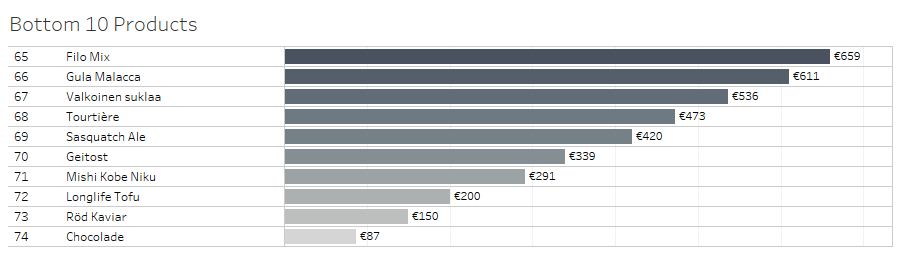 Bottom 10 Products
65 Filo Mix €659
66 Gula Malacca €611
67 Valkoinen suklaa €536
68 Tourtière €473
69 Sasquatch Ale €420
70 Geitost €339
71 Mishi Kobe Niku €291
72 Longlife Tofu €200
73 Röd Kaviar €150
74 Chocolade €87